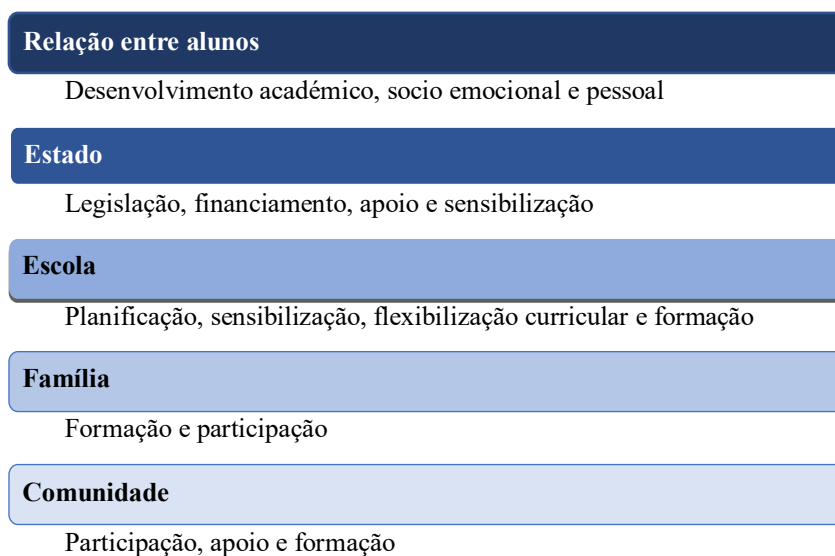 Relação entre alunos
Desenvolvimento académico, socio emocional e pessoal
Estado
Legislação, financiamento, apoio e sensibilização
Escola
Planificação, sensibilização, flexibilização curricular e formação
Família
Formação e participação
Comunidade
Participação, apoio e formação